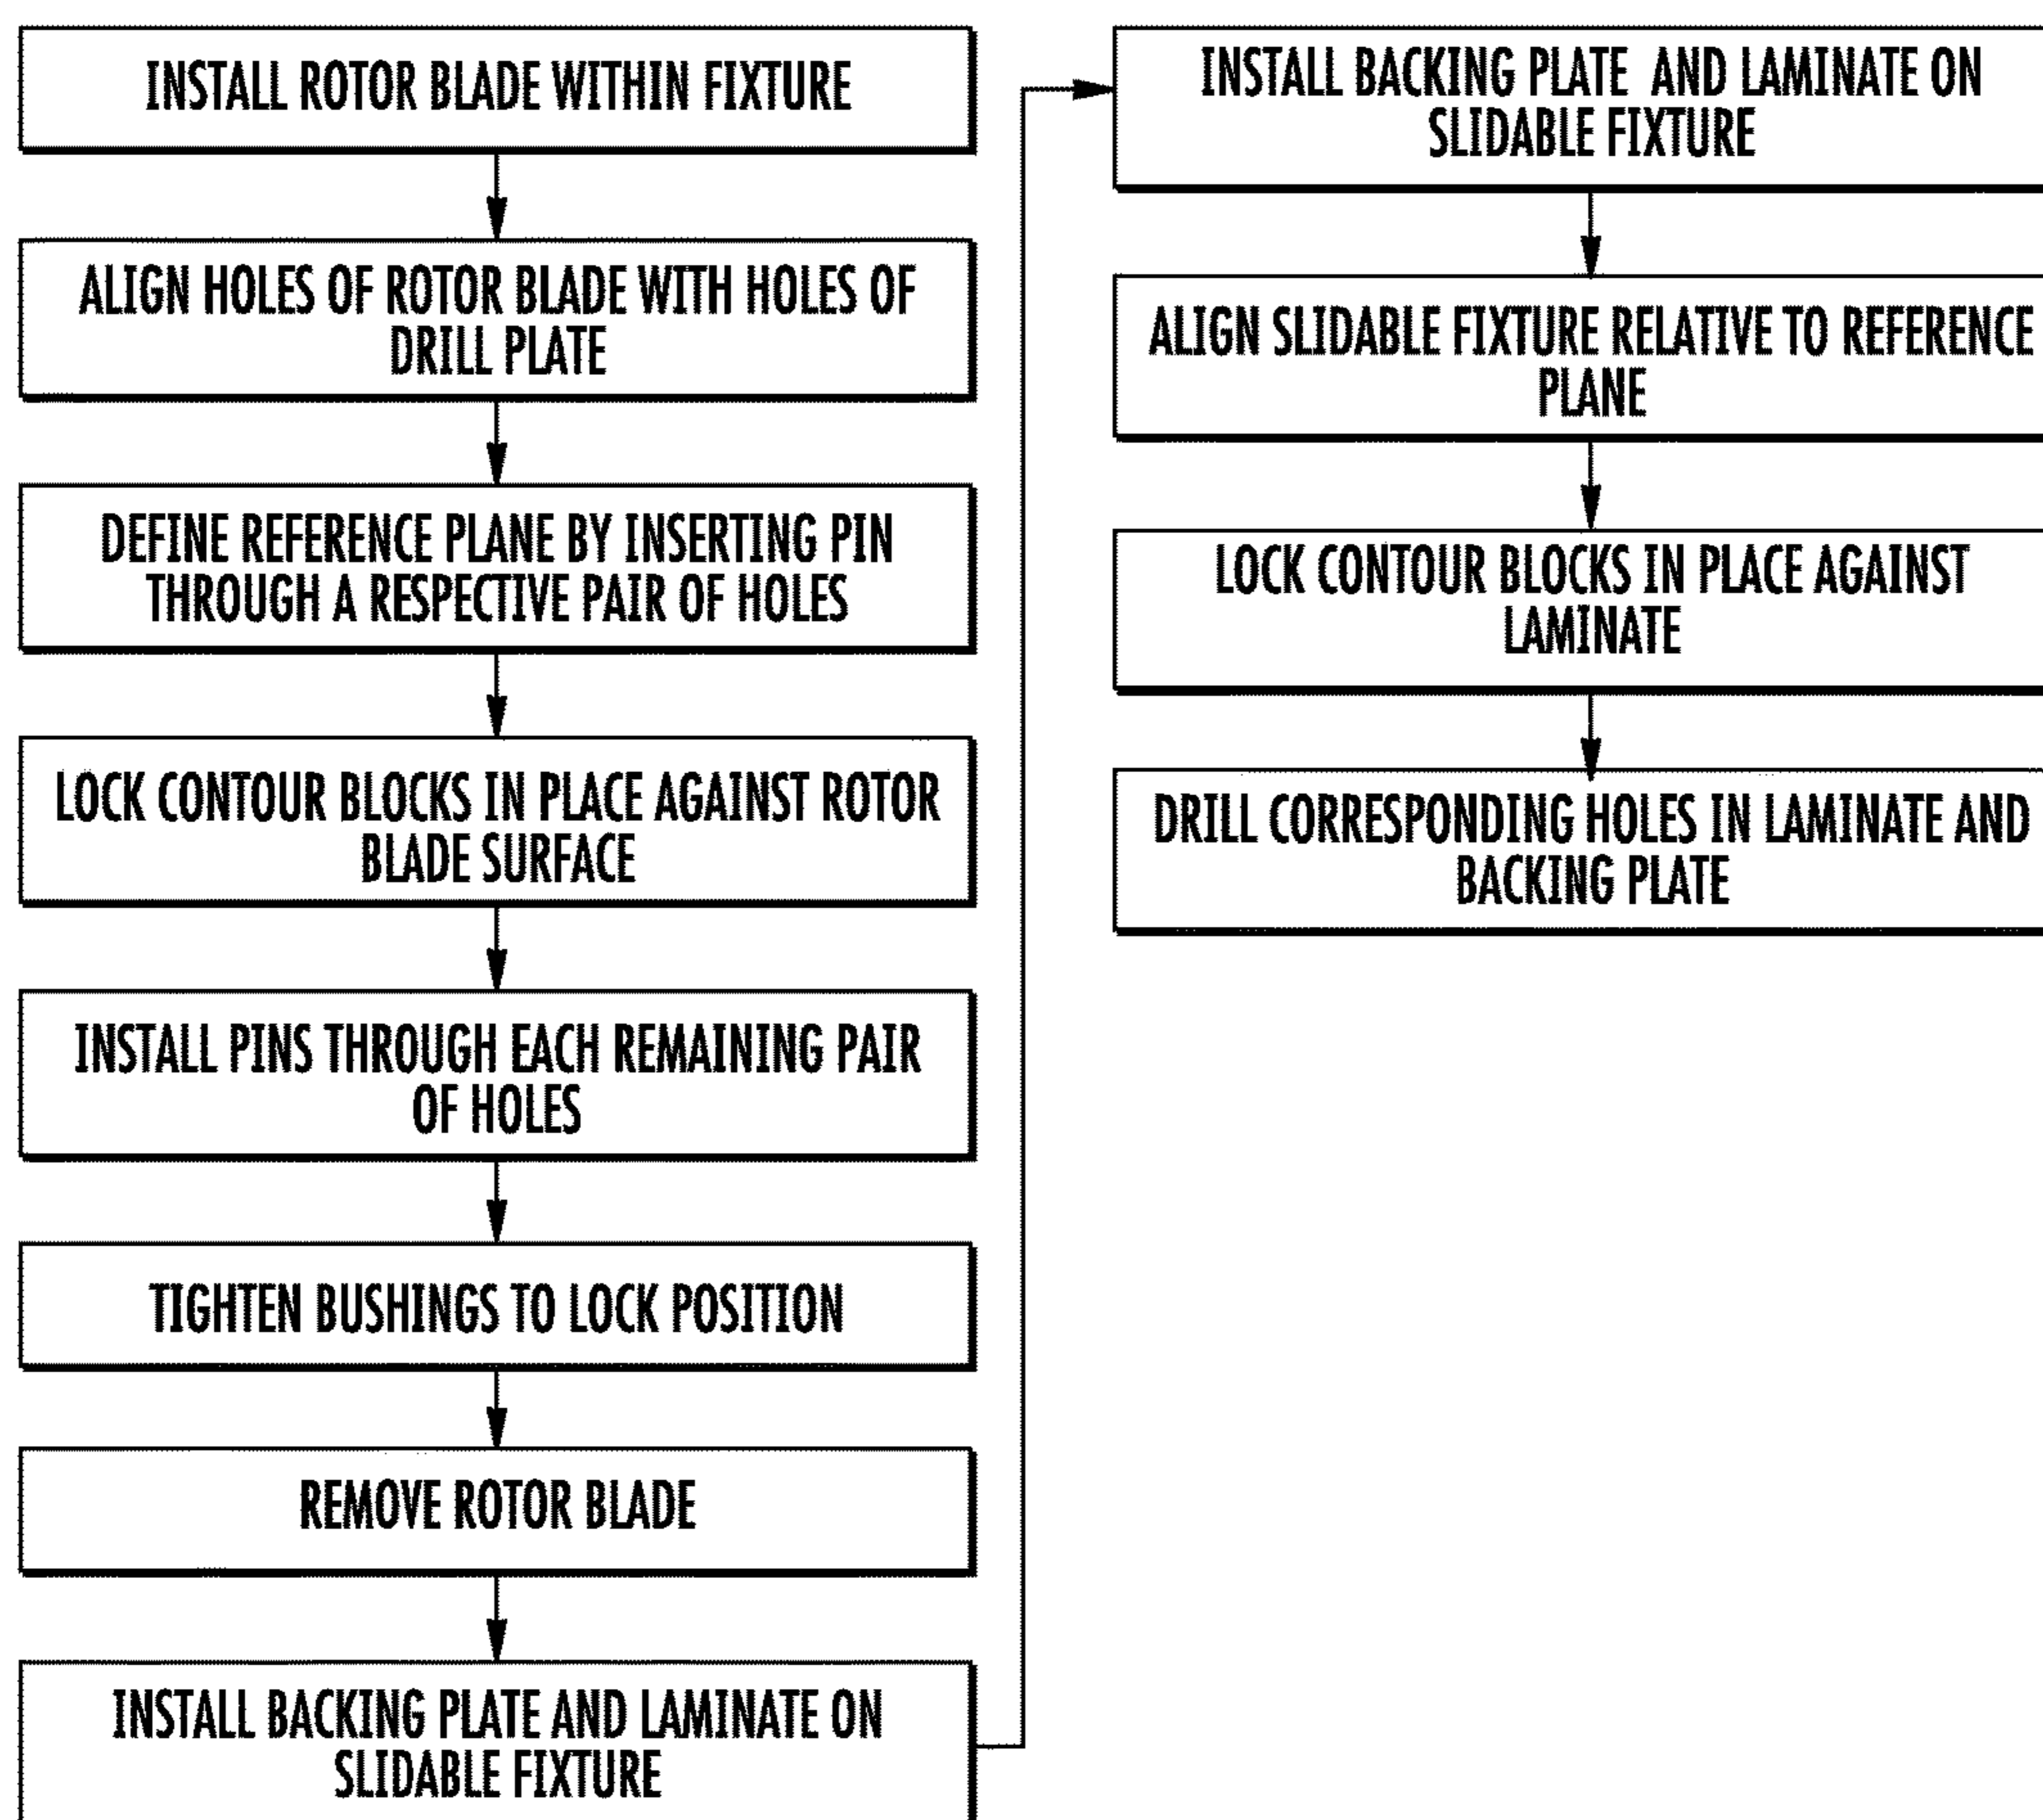 INSTALL ROTOR BLADE WITHIN FIXTURE
ALIGN HOLES OF ROTOR BLADE WITH HOLES OF
DRILL PLATE
DEFINE REFERENCE PLANE BY INSERTING PIN
THROUGH A RESPECTIVE PAIR OF HOLES
LOCK CONTOUR BLOCKS IN PLACE AGAINST ROTOR
BLADE SURFACE
INSTALL PINS THROUGH EACH REMAINING PAIR
OF HOLES
TIGHTEN BUSHINGS TO LOCK POSITION
REMOVE ROTOR BLADE
INSTALL BACKING PLATE AND LAMINATE ON
SLIDABLE FIXTURE
INSTALL BACKING PLATE AND LAMINATE ON
SLIDABLE FIXTURE
ALIGN SLIDABLE FIXTURE RELATIVE TO REFERENCE
PLANE
LOCK CONTOUR BLOCKS IN PLACE AGAINST
LAMINATE
DRILL CORRESPONDING HOLES IN LAMINATE AND
BACKING PLATE